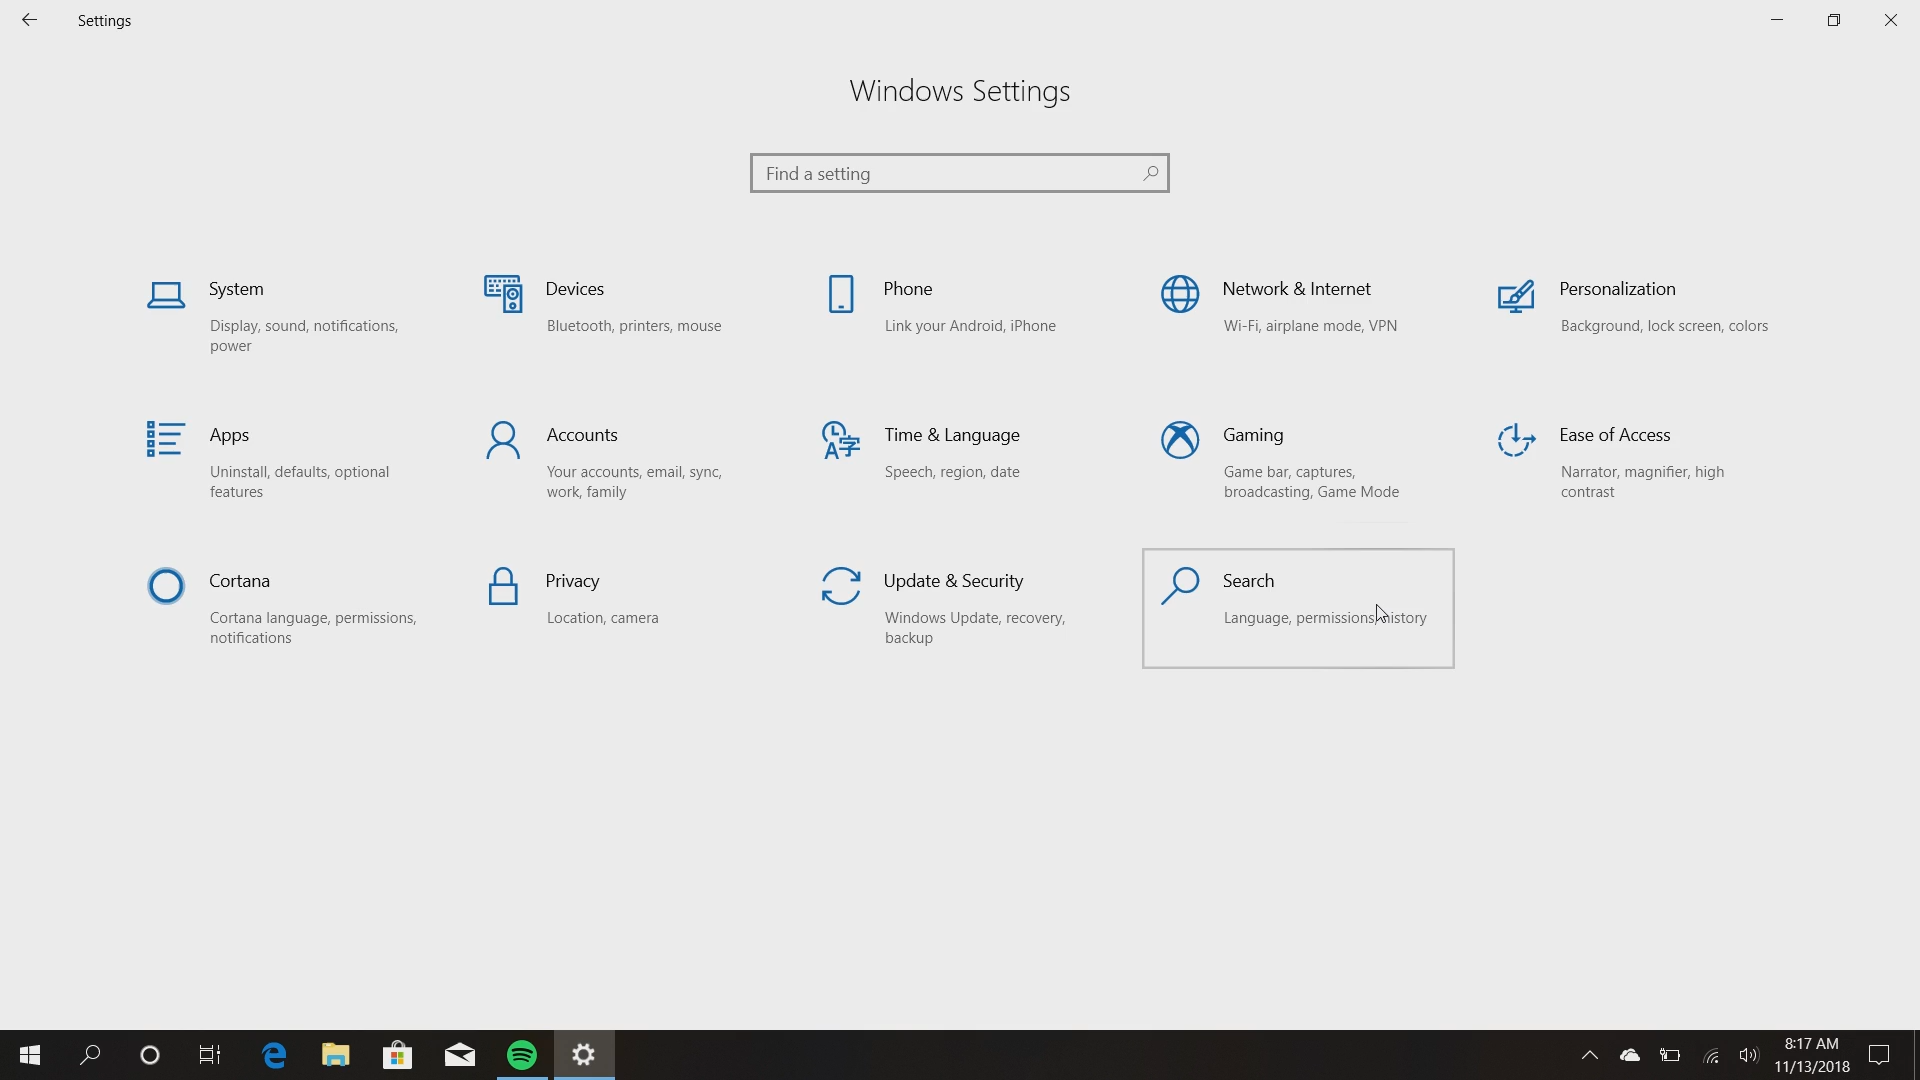 Settings
Windows Settings
Find a setting
System
Display, sound, notifications,
power
Devices
Bluetooth, printers, mouse
Phone
Link your Android, iPhone
Network & Internet
Wi-Fi, airplane mode, VPN
Personalization
Background, lock screen, colors
Apps
Uninstall, defaults, optional
features
Accounts
Your accounts, email, sync,
work, family
Time & Language
Speech, region, date
Gaming
Game bar, captures,
broadcasting, Game Mode
Ease of Access
Narrator, magnifier, high
contrast
Cortana
Cortana language, permissions,
notifications
Privacy
Location, camera
Update & Security
Windows Update, recovery,
backup
Search
Language, permissions, history
8:17 AM
11/13/2018